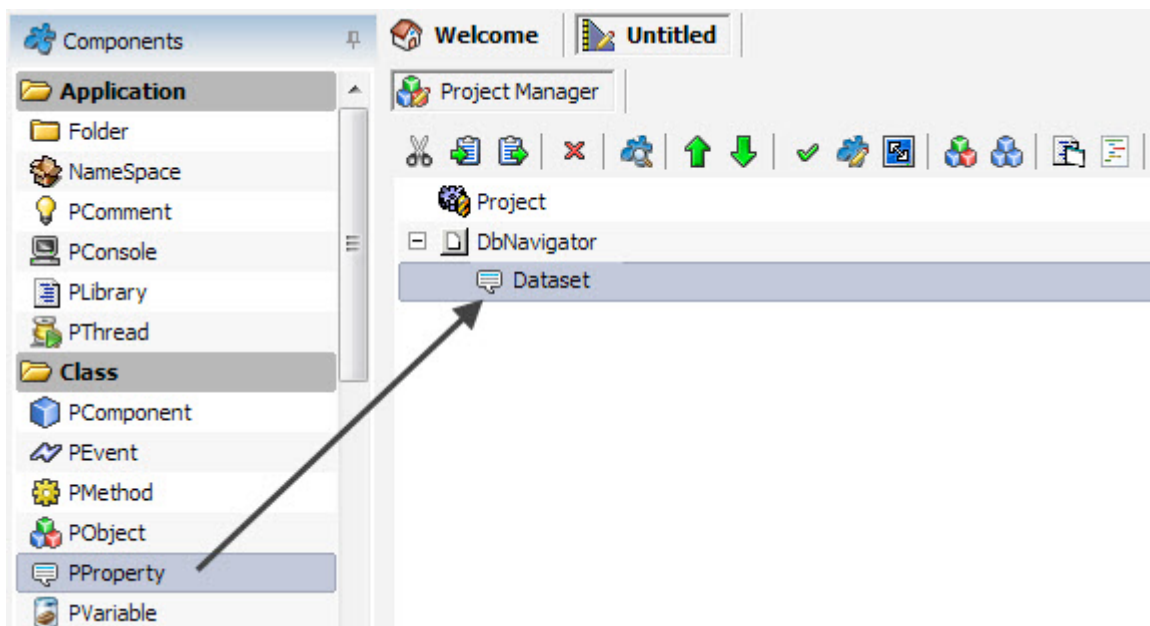 Components
Application
Folder
NameSpace
PComment
PConsole
PLibrary
PThread
Class
PComponent
PEvent
PMethod
PObject
PProperty
PVariable
Welcome
Untitled
Project Manager
Project
DbNavigator
Dataset